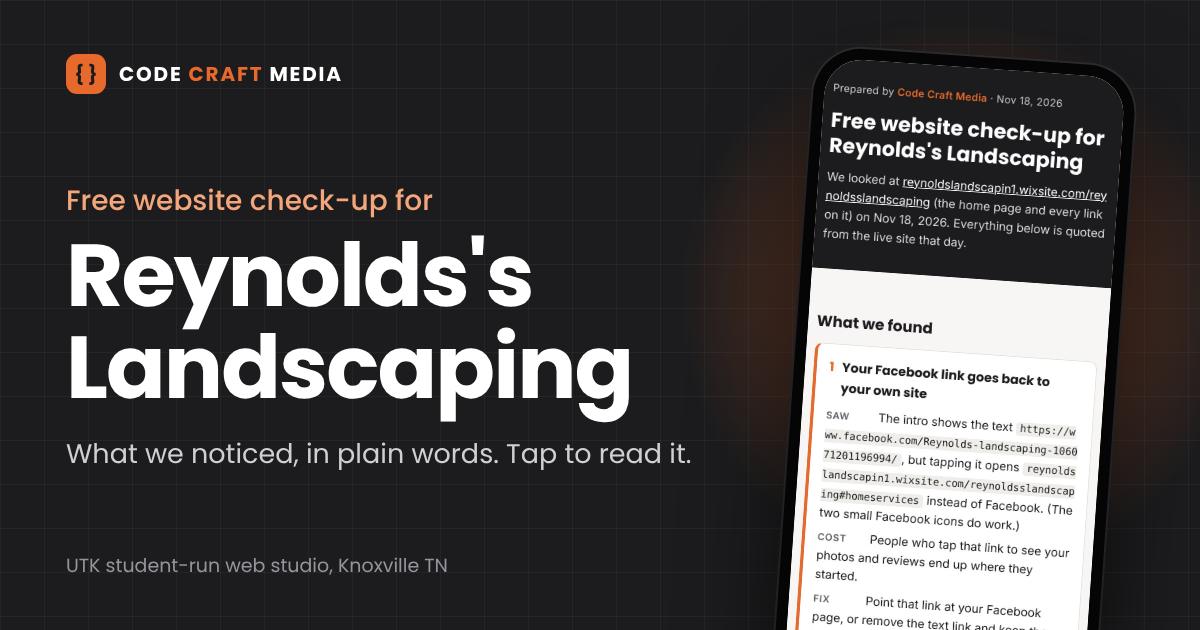 { } CODE CRAFT MEDIA
Free website check-up for
Reynolds's
Landscaping
What we noticed, in plain words. Tap to read it.
UTK student-run web studio, Knoxville TN
Prepared by Code Craft Media · Nov 18, 2026
Free website check-up for
Reynolds's Landscaping
We looked at reynoldslandscapin1.wixsite.com/rey
noldsslandscaping (the home page and every link
on it) on Nov 18, 2026. Everything below is quoted
from the live site that day.
What we found
1 Your Facebook link goes back to
your own site
SAW The intro shows the text https://w
ww.facebook.com/Reynolds-landscaping-1060
71201196994/ , but tapping it opens reynolds
landscapin1.wixsite.com/reynoldsslandscap
ing#homeservices instead of Facebook. (The
two small Facebook icons do work.)
COST People who tap that link to see your
photos and reviews end up where they
started.
FIX Point that link at your Facebook
page, or remove the text link and keep